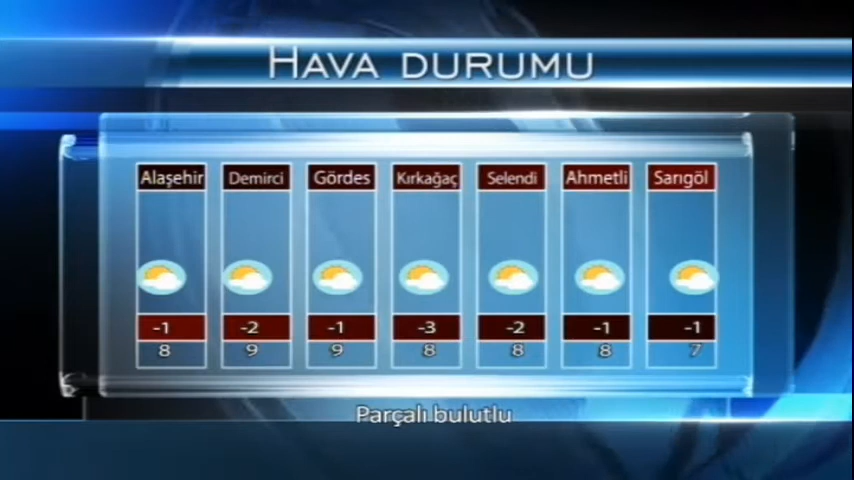 HAVA DURUMU
Alaşehir Demirci Gördes Kırkağaç Selendi Ahmetli Sarıgöl
-1 -2 -1 -3 -2 -1 -1
8 9 9 8 8 8 7
Parçalı bulutlu